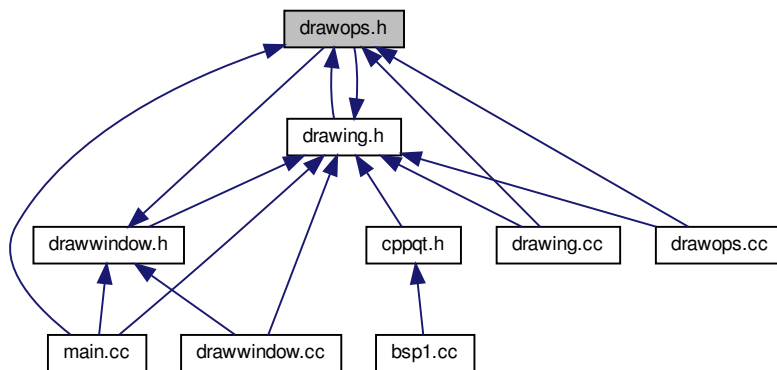 drawops.h
drawing.h
drawwindow.h
cppqt.h
drawing.cc
drawops.cc
main.cc
drawwindow.cc
bsp1.cc